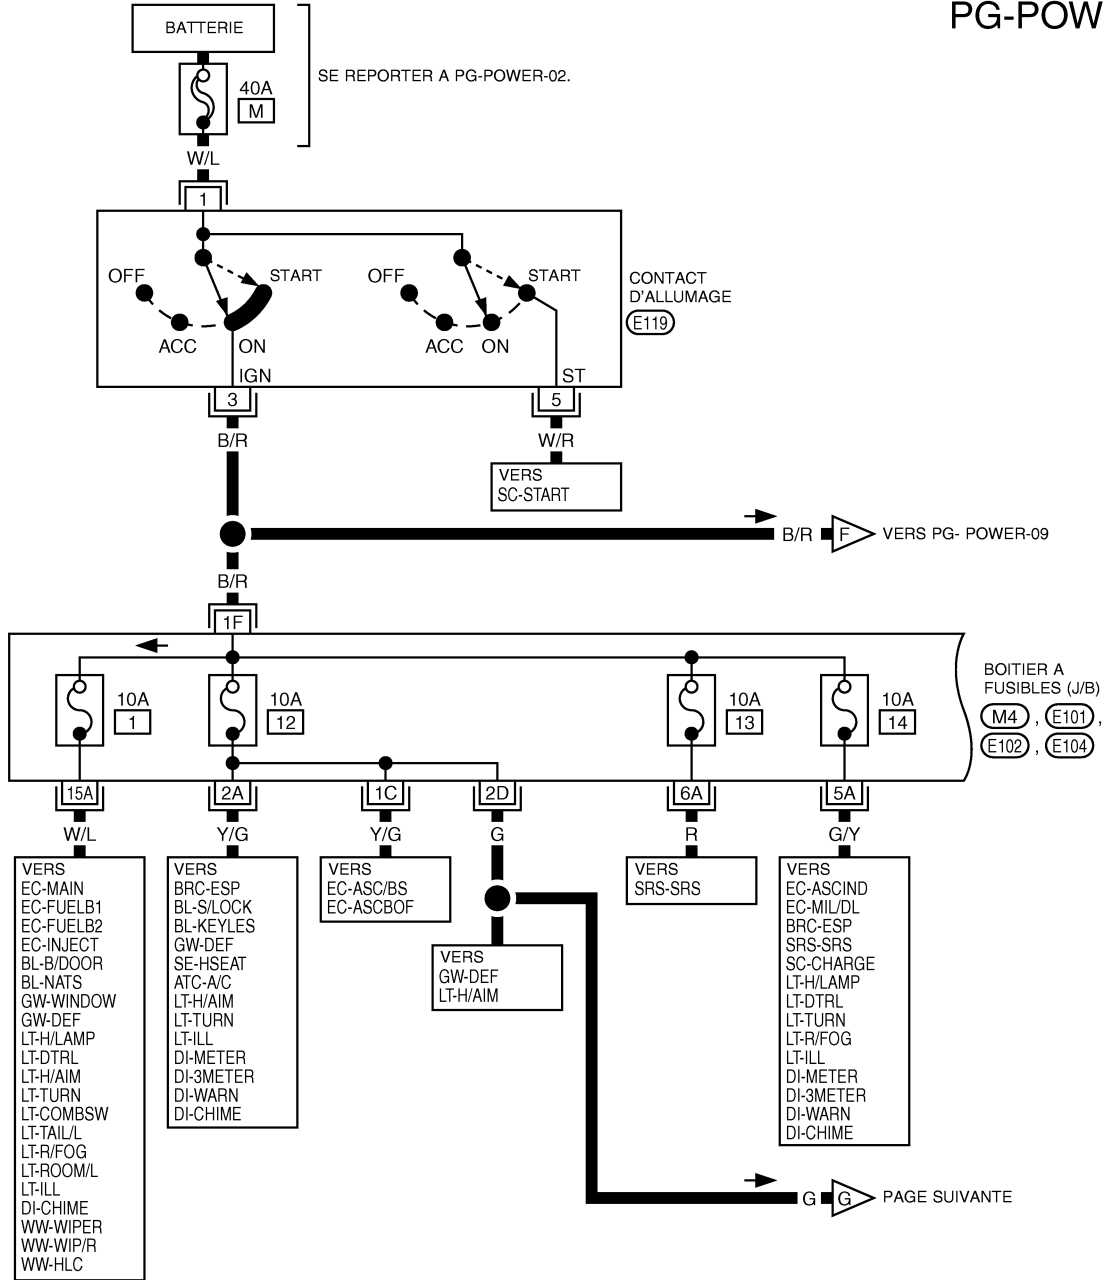 PG-POW
BATTERIE
SE REPORTER A PG-POWER-02.
40A
M
W/L
1
OFF
START
ACC
ON
IGN
OFF
START
ACC
ON
ST
CONTACT
D'ALLUMAGE
E119
3
5
B/R
W/R
VERS
SC-START
B/R
F
VERS PG- POWER-09
B/R
1F
10A
1
10A
12
10A
13
10A
14
BOITIER A
FUSIBLES (J/B)
M4 , E101 ,
E102 , E104
15A
2A
1C
2D
6A
5A
W/L
Y/G
Y/G
G
R
G/Y
VERS
EC-MAIN
EC-FUELB1
EC-FUELB2
EC-INJECT
BL-B/DOOR
BL-NATS
GW-WINDOW
GW-DEF
LT-H/LAMP
LT-DTRL
LT-H/AIM
LT-TURN
LT-COMBSW
LT-TAIL/L
LT-R/FOG
LT-ROOM/L
LT-ILL
DI-CHIME
WW-WIPER
WW-WIP/R
WW-HLC
VERS
BRC-ESP
BL-S/LOCK
BL-KEYLES
GW-DEF
SE-HSEAT
ATC-A/C
LT-H/AIM
LT-TURN
LT-ILL
DI-METER
DI-3METER
DI-WARN
DI-CHIME
VERS
EC-ASC/BS
EC-ASCBOF
VERS
GW-DEF
LT-H/AIM
VERS
SRS-SRS
VERS
EC-ASCIND
EC-MIL/DL
BRC-ESP
SRS-SRS
SC-CHARGE
LT-H/LAMP
LT-DTRL
LT-TURN
LT-R/FOG
LT-ILL
DI-METER
DI-3METER
DI-WARN
DI-CHIME
G
G
PAGE SUIVANTE